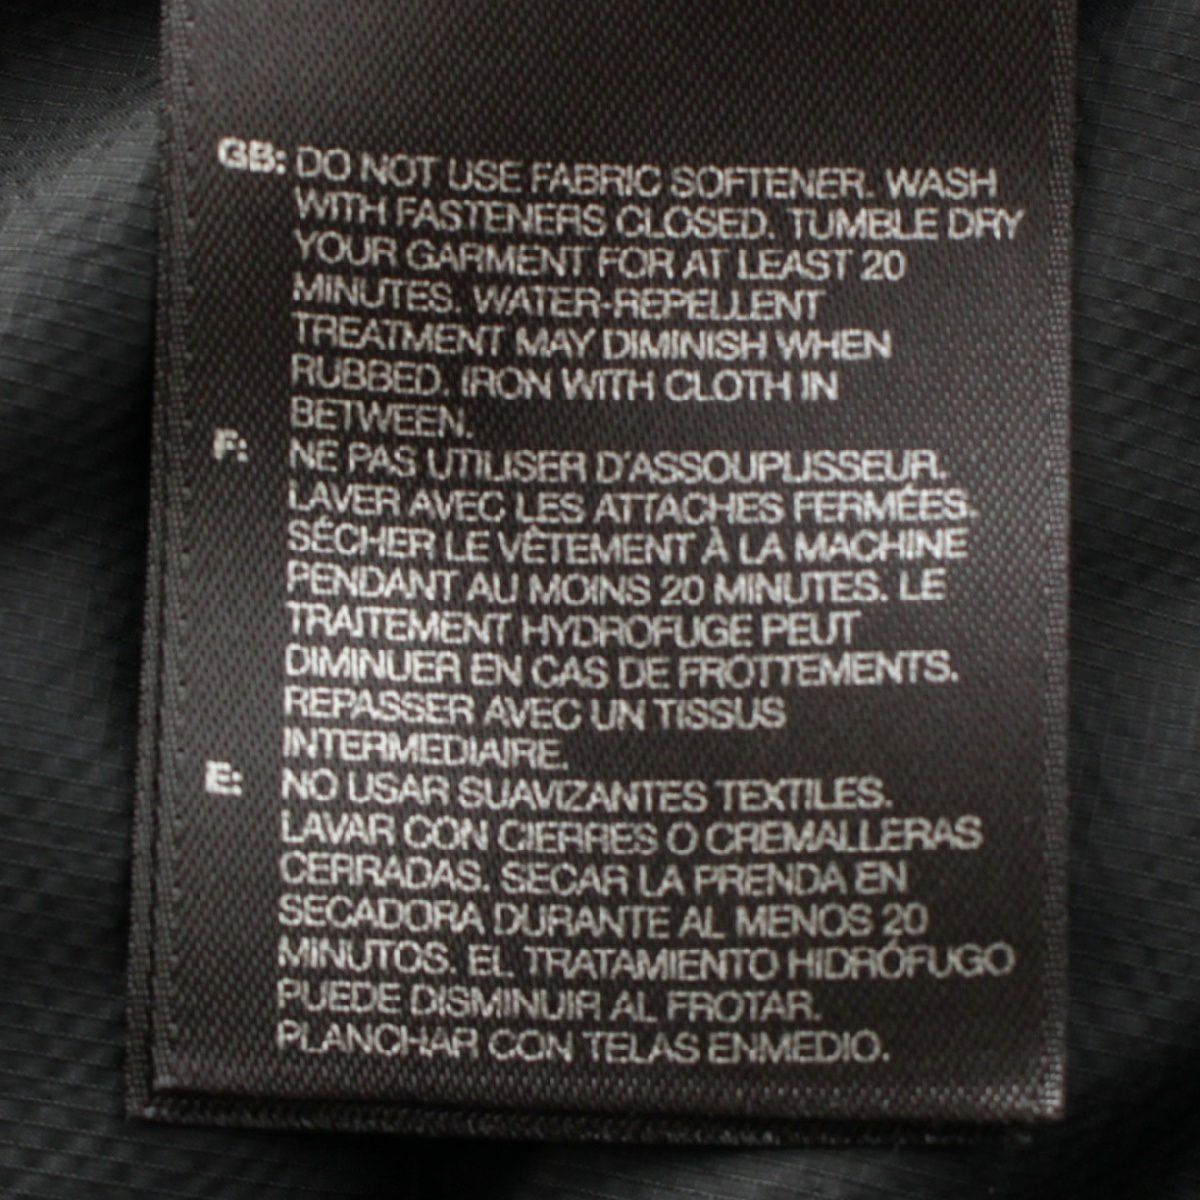 GB: DO NOT USE FABRIC SOFTENER. WASH
WITH FASTENERS CLOSED. TUMBLE DRY
YOUR GARMENT FOR AT LEAST 20
MINUTES. WATER-REPELLENT
TREATMENT MAY DIMINISH WHEN
RUBBED. IRON WITH CLOTH IN
BETWEEN.
F: NE PAS UTILISER D'ASSOUPLISSEUR.
LAVER AVEC LES ATTACHES FERMÉES.
SÉCHER LE VÊTEMENT À LA MACHINE
PENDANT AU MOINS 20 MINUTES. LE
TRAITEMENT HYDROFUGE PEUT
DIMINUER EN CAS DE FROTTEMENTS.
REPASSER AVEC UN TISSUS
INTERMEDIAIRE.
E: NO USAR SUAVIZANTES TEXTILES.
LAVAR CON CIERRES O CREMALLERAS
CERRADAS. SECAR LA PRENDA EN
SECADORA DURANTE AL MENOS 20
MINUTOS. EL TRATAMIENTO HIDRÓFUGO
PUEDE DISMINUIR AL FROTAR.
PLANCHAR CON TELAS ENMEDIO.